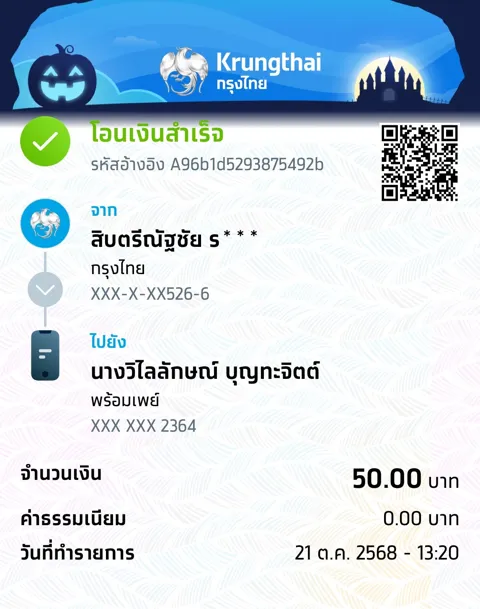 Krungthai
กรุงไทย
โอนเงินสำเร็จ
รหัสอ้างอิง A96b1d5293875492b
จาก
สิบตรีณัฐชัย ร***
กรุงไทย
XXX-X-XX526-6
ไปยัง
นางวิไลลักษณ์ บุญทะจิตต์
พร้อมเพย์
XXX XXX 2364
จำนวนเงิน 50.00 บาท
ค่าธรรมเนียม 0.00 บาท
วันที่ทำรายการ 21 ต.ค. 2568 - 13:20